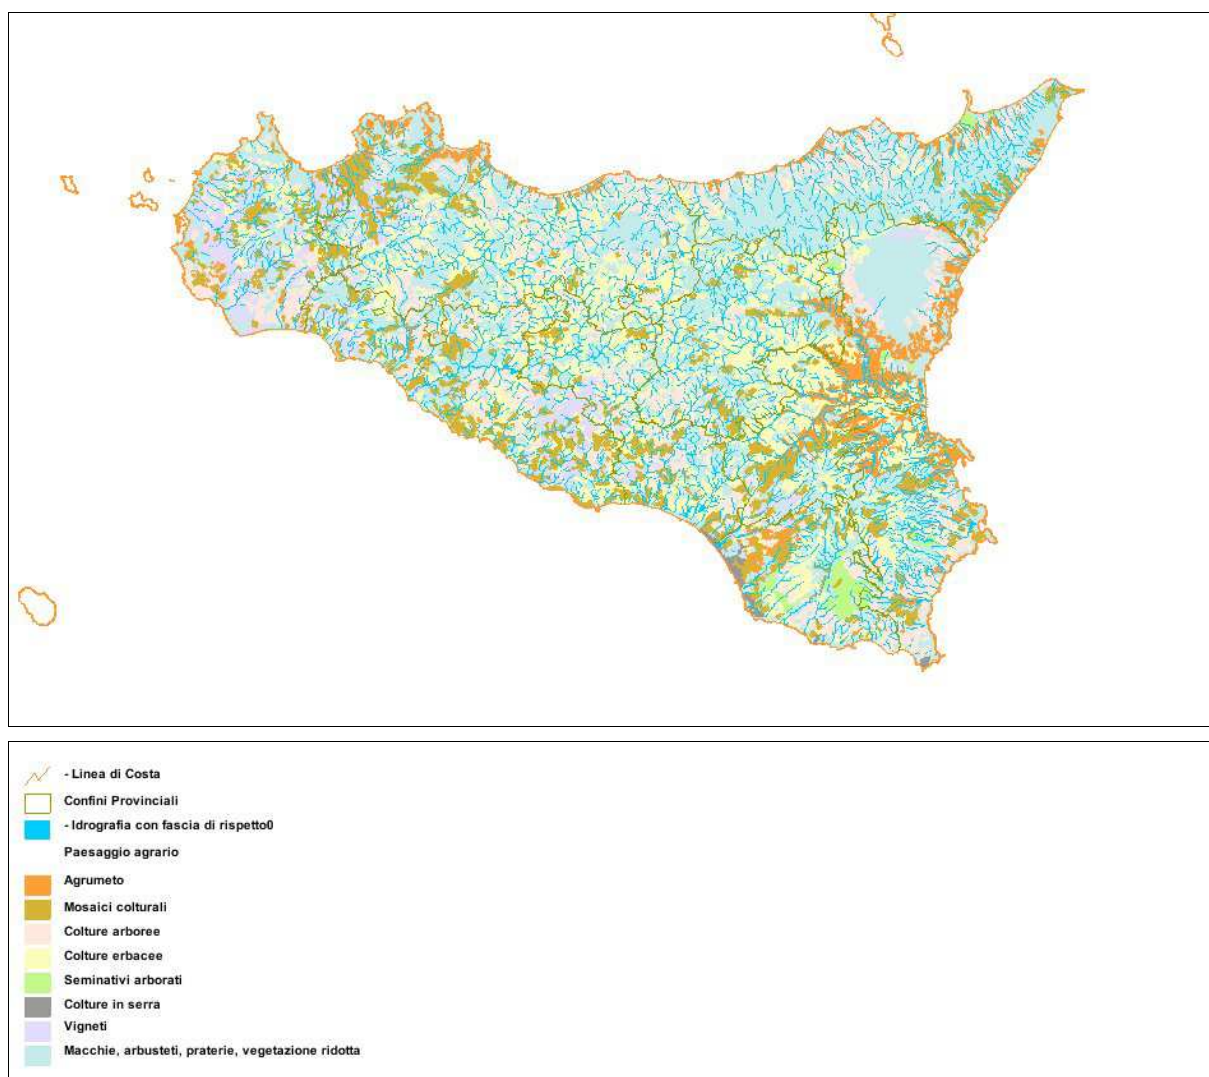 - Linea di Costa
Confini Provinciali
- Idrografia con fascia di rispetto0
Paesaggio agrario
Agrumeto
Mosaici colturali
Colture arboree
Colture erbacee
Seminativi arborati
Colture in serra
Vigneti
Macchie, arbusteti, praterie, vegetazione ridotta